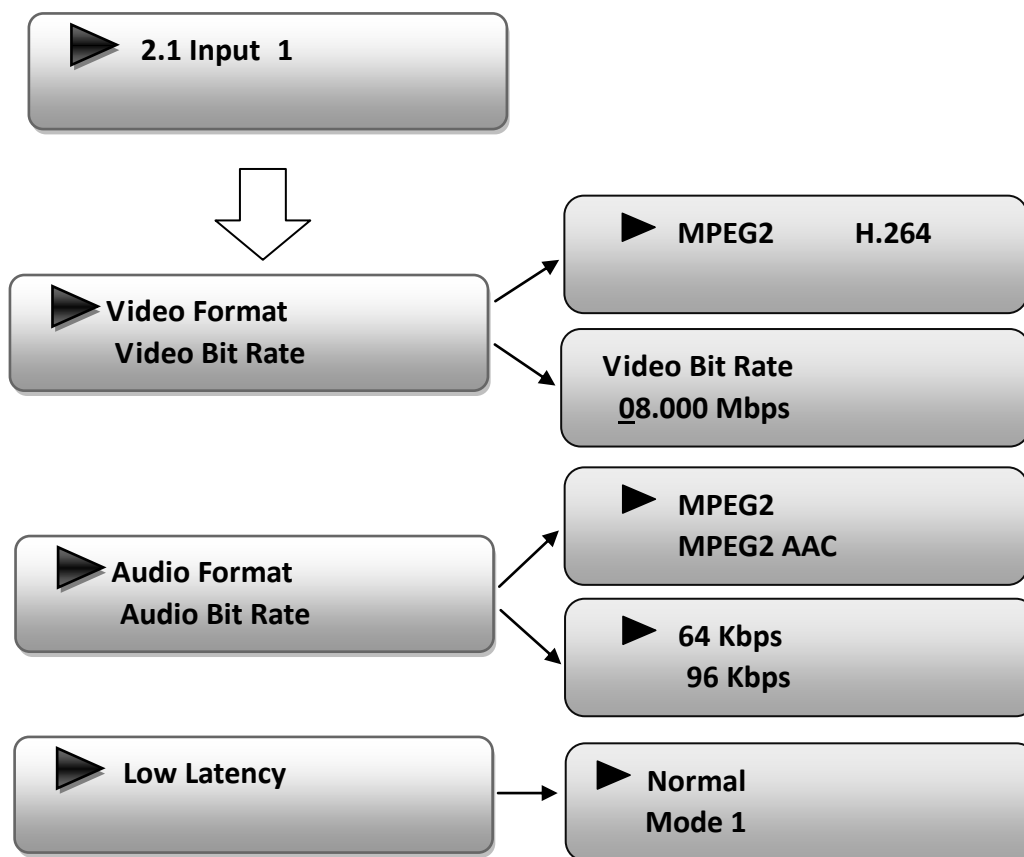 2.1 Input 1
MPEG2 H.264
Video Format
Video Bit Rate
Video Bit Rate
08.000 Mbps
MPEG2
MPEG2 AAC
Audio Format
Audio Bit Rate
64 Kbps
96 Kbps
Low Latency
Normal
Mode 1